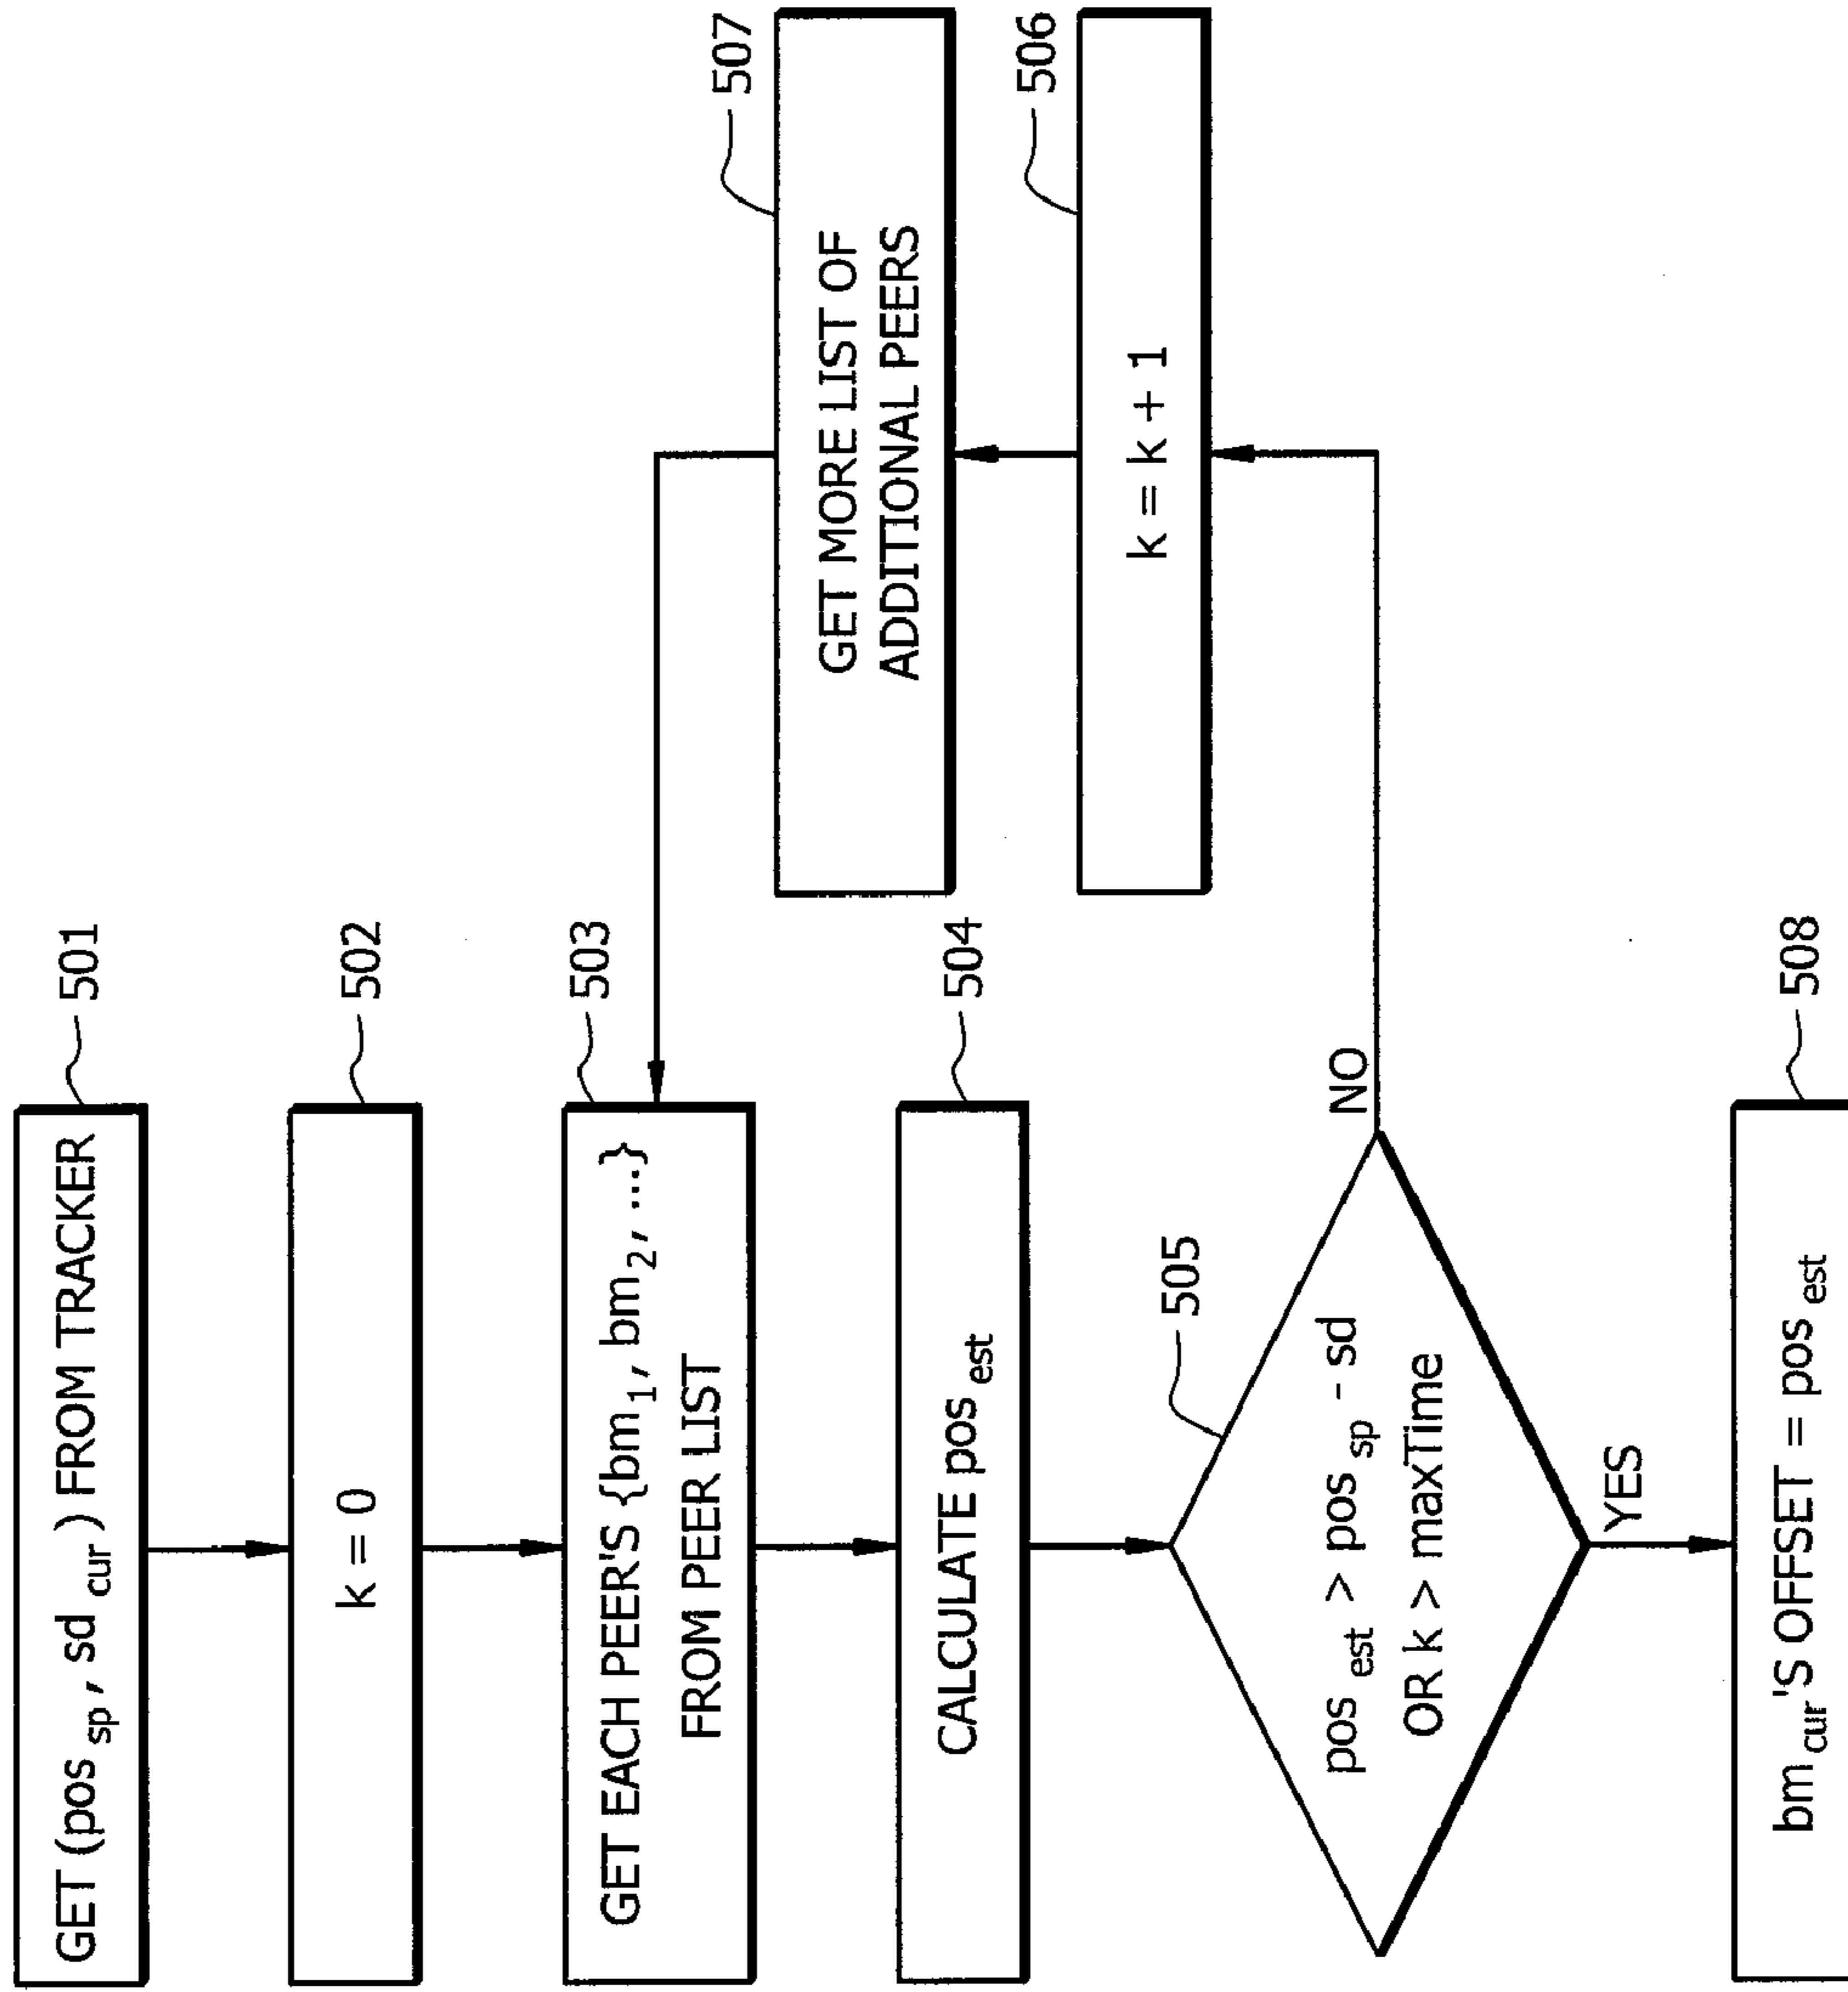 GET (pos sp , sd cur ) FROM TRACKER
501
k = 0
502
GET EACH PEER'S {bm1, bm2, ...}
FROM PEER LIST
503
CALCULATE pos est
504
pos est > pos sp - sd
OR k > maxTime
505
NO
YES
k = k + 1
506
GET MORE LIST OF
ADDITIONAL PEERS
507
bm cur'S OFFSET = pos est
508